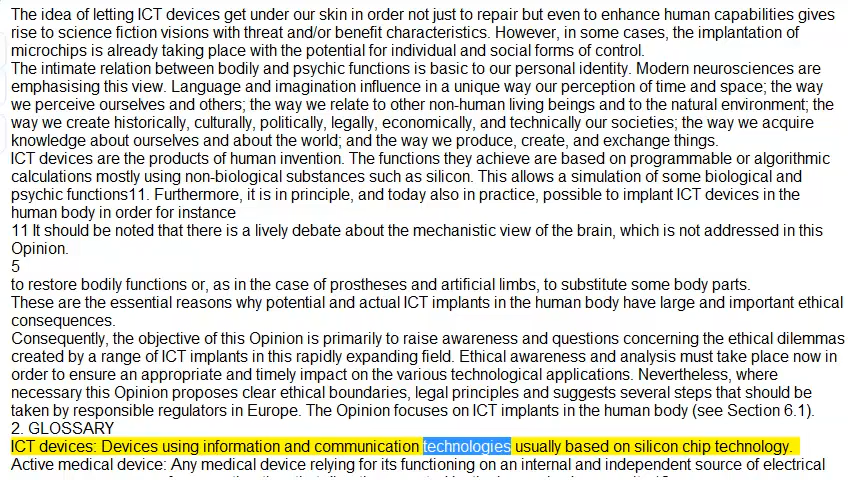 The idea of letting ICT devices get under our skin in order not just to repair but even to enhance human capabilities gives
rise to science fiction visions with threat and/or benefit characteristics. However, in some cases, the implantation of
microchips is already taking place with the potential for individual and social forms of control.
The intimate relation between bodily and psychic functions is basic to our personal identity. Modern neurosciences are
emphasising this view. Language and imagination influence in a unique way our perception of time and space; the way
we perceive ourselves and others; the way we relate to other non-human living beings and to the natural environment; the
way we create historically, culturally, politically, legally, economically, and technically our societies; the way we acquire
knowledge about ourselves and about the world; and the way we produce, create, and exchange things.
ICT devices are the products of human invention. The functions they achieve are based on programmable or algorithmic
calculations mostly using non-biological substances such as silicon. This allows a simulation of some biological and
psychic functions11. Furthermore, it is in principle, and today also in practice, possible to implant ICT devices in the
human body in order for instance
11 It should be noted that there is a lively debate about the mechanistic view of the brain, which is not addressed in this
Opinion.
5
to restore bodily functions or, as in the case of prostheses and artificial limbs, to substitute some body parts.
These are the essential reasons why potential and actual ICT implants in the human body have large and important ethical
consequences.
Consequently, the objective of this Opinion is primarily to raise awareness and questions concerning the ethical dilemmas
created by a range of ICT implants in this rapidly expanding field. Ethical awareness and analysis must take place now in
order to ensure an appropriate and timely impact on the various technological applications. Nevertheless, where
necessary this Opinion proposes clear ethical boundaries, legal principles and suggests several steps that should be
taken by responsible regulators in Europe. The Opinion focuses on ICT implants in the human body (see Section 6.1).
2. GLOSSARY
ICT devices: Devices using information and communication technologies usually based on silicon chip technology.
Active medical device: Any medical device relying for its functioning on an internal and independent source of electrical